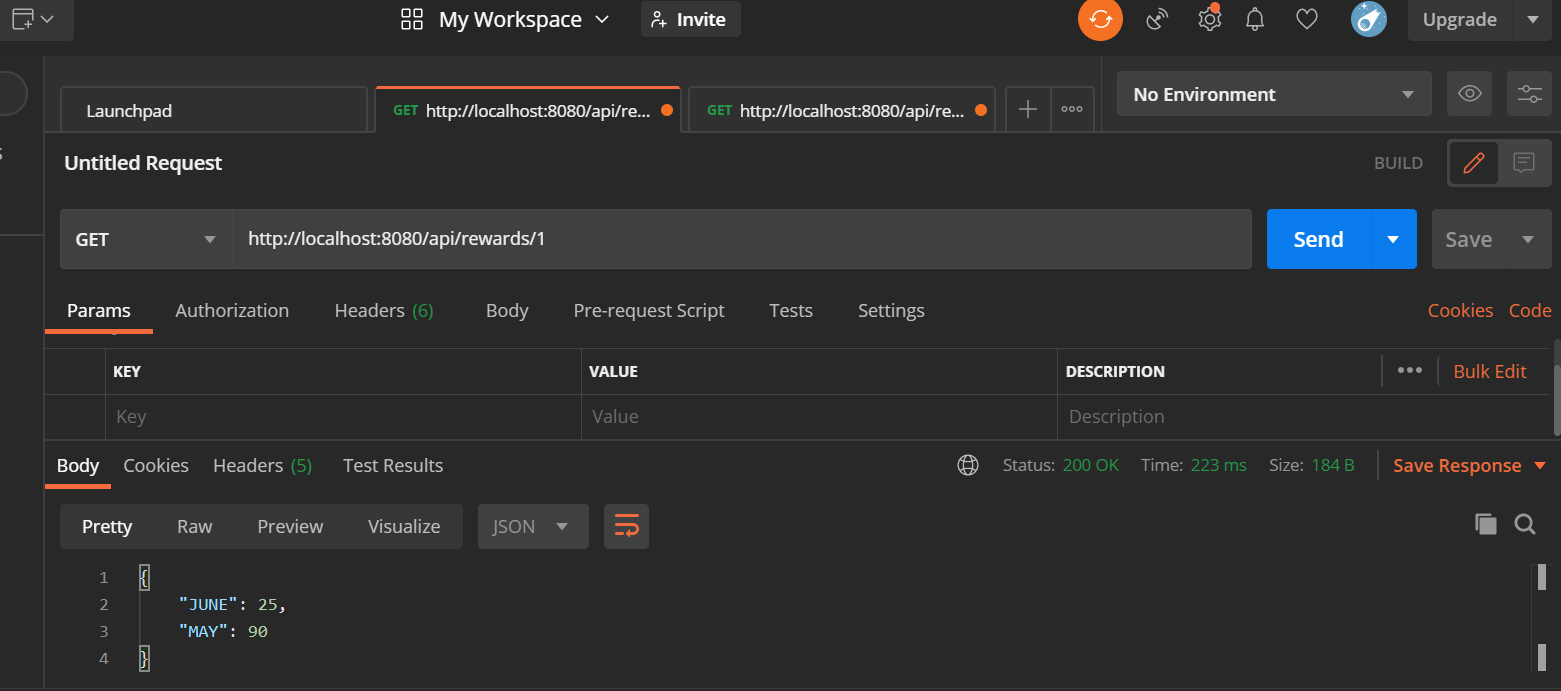 My Workspace Invite Upgrade
Launchpad GET http://localhost:8080/api/re... GET http://localhost:8080/api/re... No Environment
Untitled Request BUILD
GET http://localhost:8080/api/rewards/1 Send Save
Params Authorization Headers (6) Body Pre-request Script Tests Settings Cookies Code
KEY VALUE DESCRIPTION Bulk Edit
Key Value Description
Body Cookies Headers (5) Test Results Status: 200 OK Time: 223 ms Size: 184 B Save Response
Pretty Raw Preview Visualize JSON
1 {
2 "JUNE": 25,
3 "MAY": 90
4 }